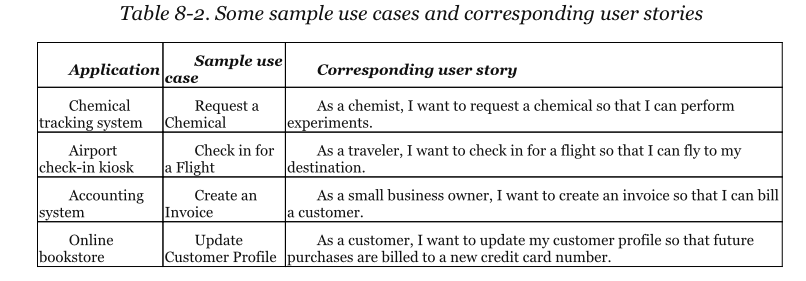 Table 8-2. Some sample use cases and corresponding user stories
Application
Sample use
case
Corresponding user story
Chemical
tracking system
Request a
Chemical
As a chemist, I want to request a chemical so that I can perform
experiments.
Airport
check-in kiosk
Check in for
a Flight
As a traveler, I want to check in for a flight so that I can fly to my
destination.
Accounting
system
Create an
Invoice
As a small business owner, I want to create an invoice so that I can bill
a customer.
Online
bookstore
Update
Customer Profile
As a customer, I want to update my customer profile so that future
purchases are billed to a new credit card number.